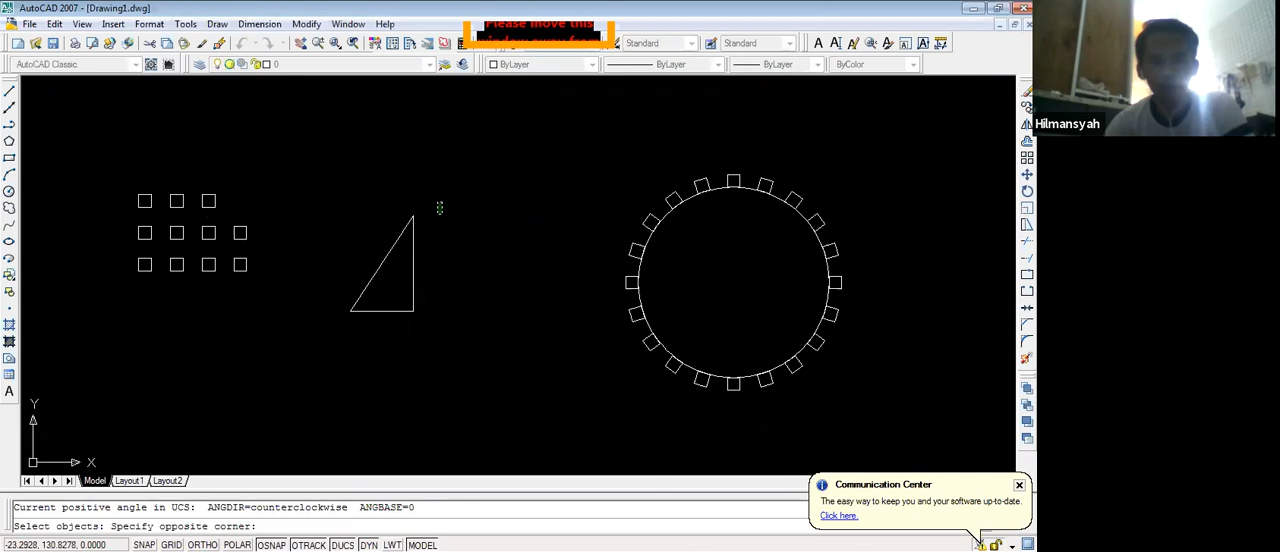 AutoCAD 2007 - [Drawing1.dwg]
File Edit View Insert Format Tools Draw Dimension Modify Window Help
Please move this
window away from
Standard Standard
AutoCAD Classic 0 ByLayer ByLayer ByLayer ByColor
Hilmansyah
Y
X
Model Layout1 Layout2
Communication Center
The easy way to keep you and your software up-to-date.
Click here.
Current positive angle in UCS: ANGDIR=counterclockwise ANGBASE=0
Select objects: Specify opposite corner:
-23.2928, 130.8278, 0.0000 SNAP GRID ORTHO POLAR OSNAP OTRACK DUCS DYN LWT MODEL